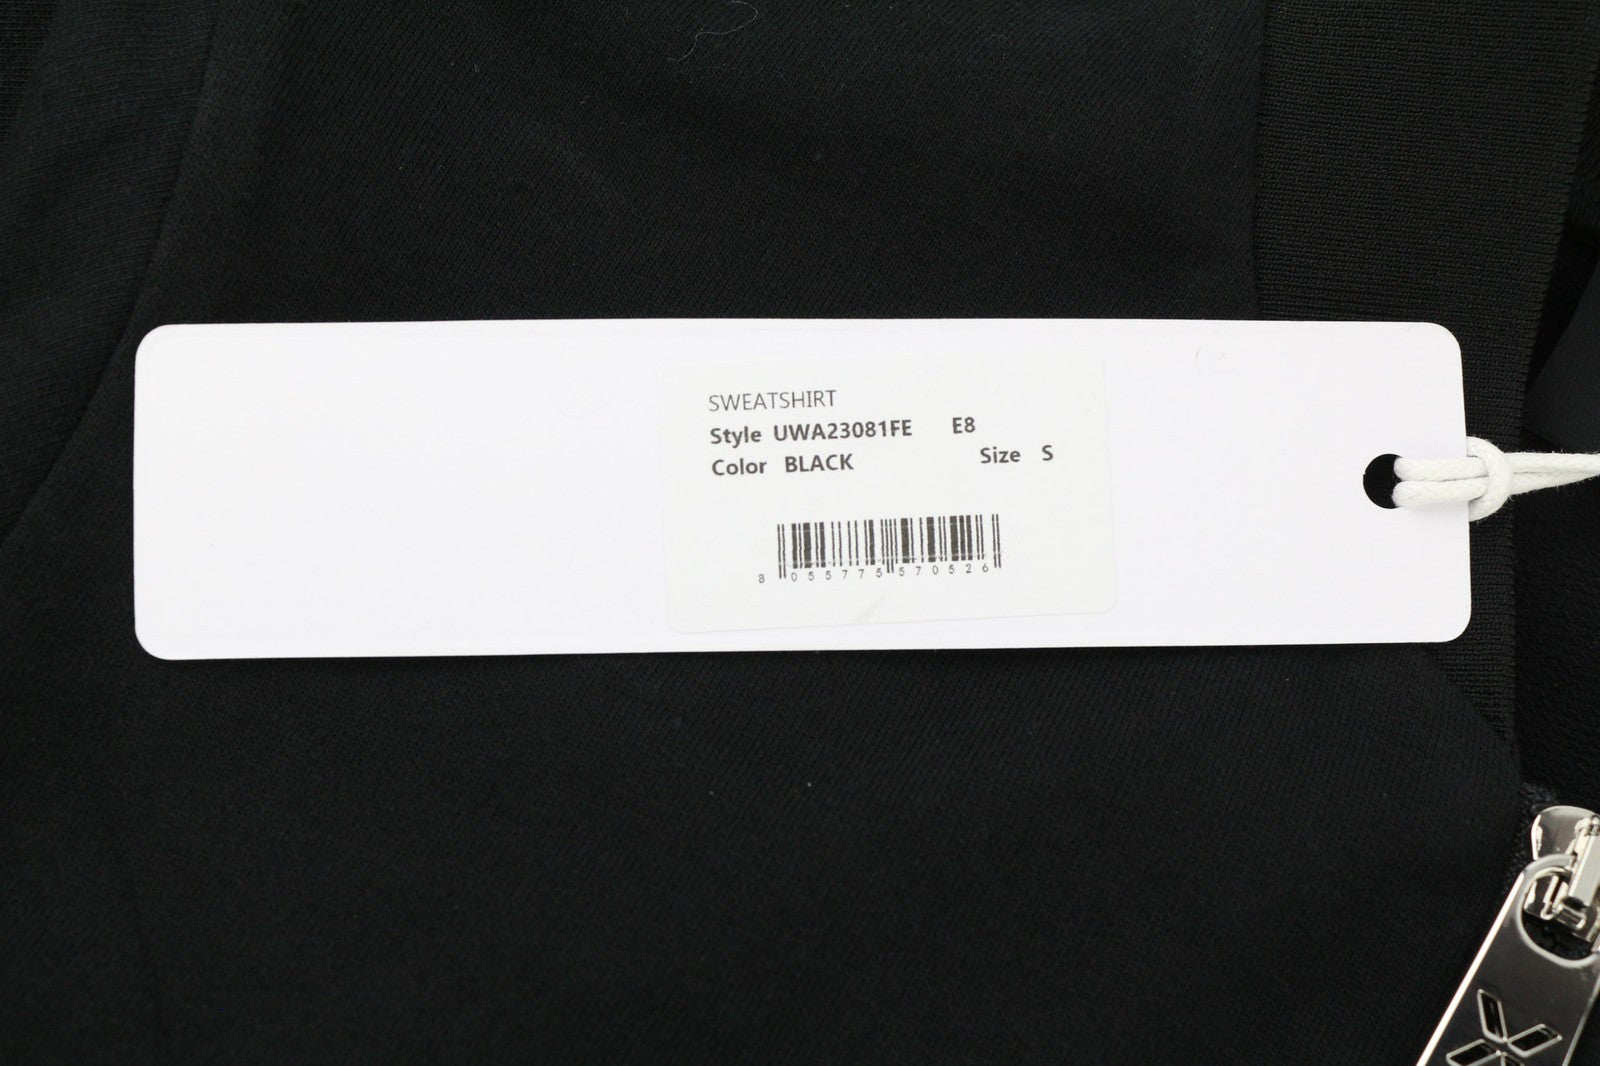 SWEATSHIRT
Style UWA23081FE E8
Color BLACK Size S
8 055775 570526